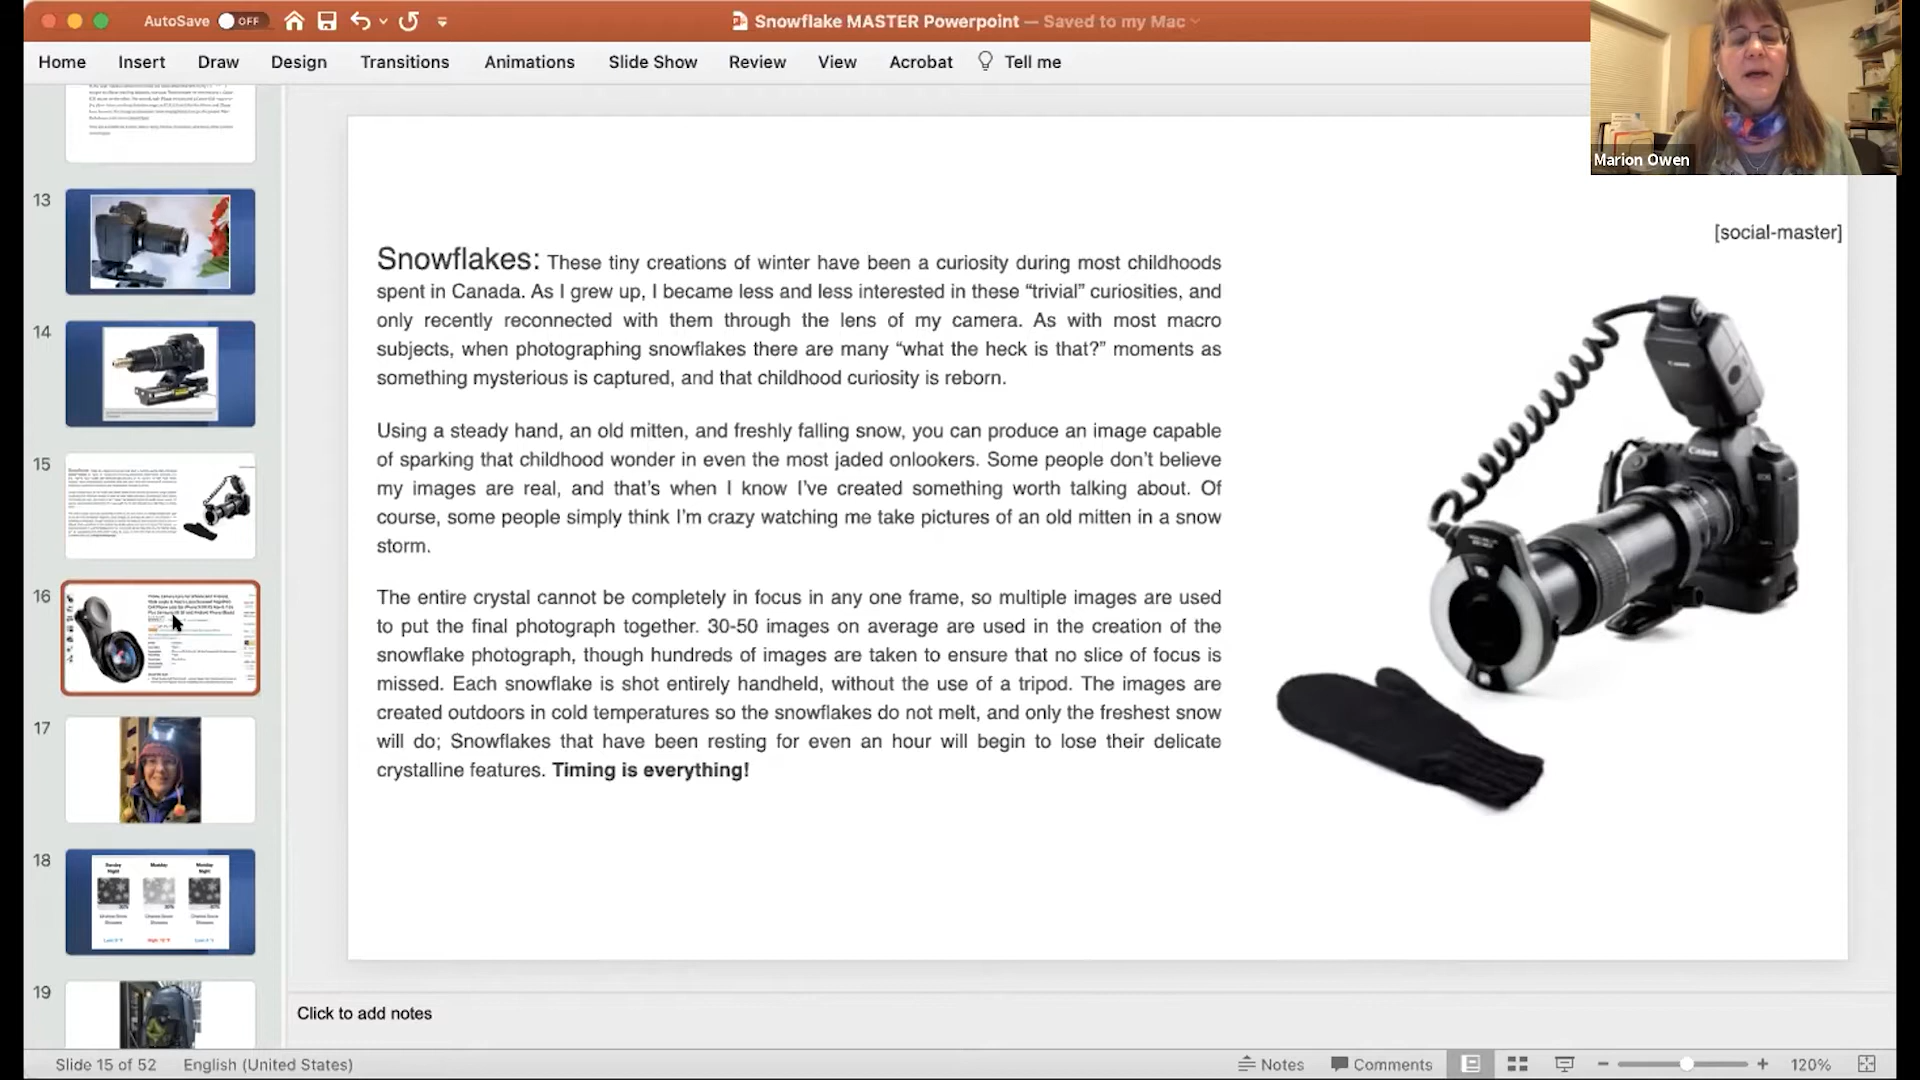 AutoSave OFF
Snowflake MASTER Powerpoint — Saved to my Mac
Home Insert Draw Design Transitions Animations Slide Show Review View Acrobat Tell me
Marion Owen
[social-master]
Snowflakes: These tiny creations of winter have been a curiosity during most childhoods
spent in Canada. As I grew up, I became less and less interested in these “trivial” curiosities, and
only recently reconnected with them through the lens of my camera. As with most macro
subjects, when photographing snowflakes there are many “what the heck is that?” moments as
something mysterious is captured, and that childhood curiosity is reborn.
Using a steady hand, an old mitten, and freshly falling snow, you can produce an image capable
of sparking that childhood wonder in even the most jaded onlookers. Some people don’t believe
my images are real, and that’s when I know I’ve created something worth talking about. Of
course, some people simply think I’m crazy watching me take pictures of an old mitten in a snow
storm.
The entire crystal cannot be completely in focus in any one frame, so multiple images are used
to put the final photograph together. 30-50 images on average are used in the creation of the
snowflake photograph, though hundreds of images are taken to ensure that no slice of focus is
missed. Each snowflake is shot entirely handheld, without the use of a tripod. The images are
created outdoors in cold temperatures so the snowflakes do not melt, and only the freshest snow
will do; Snowflakes that have been resting for even an hour will begin to lose their delicate
crystalline features. Timing is everything!
Canon
Canon
13
14
15
16
17
18
Sunday Monday Monday
Night Night
19
Click to add notes
Slide 15 of 52 English (United States)
Notes Comments 120%